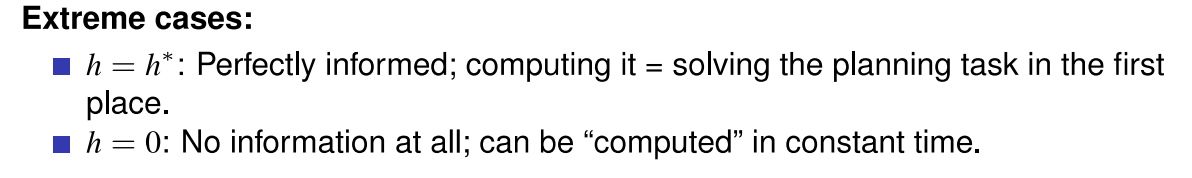 Extreme cases:
■ h = h*: Perfectly informed; computing it = solving the planning task in the first
place.
■ h = 0: No information at all; can be “computed” in constant time.